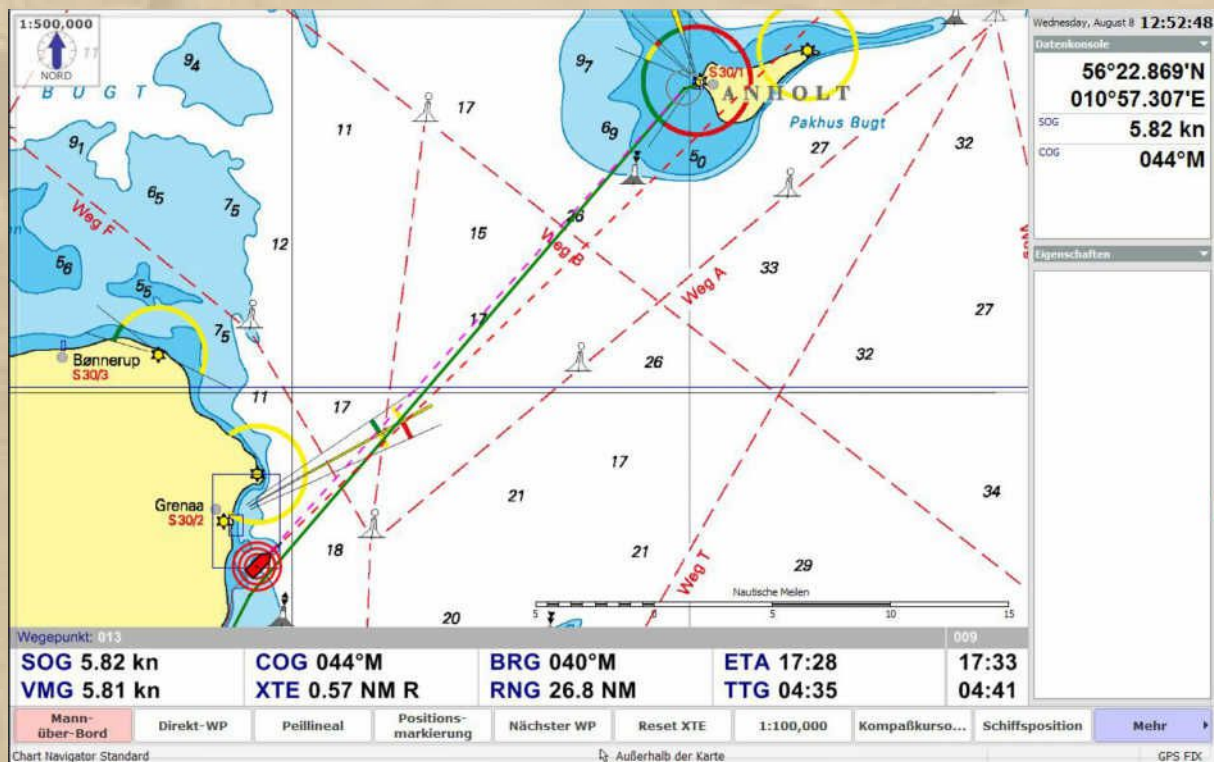 1:500,000
NORD
11
B U G T
Wednesday, August 8 12:52:48
Datenkonsole
56°22.869'N
010°57.307'E
SOG 5.82 kn
COG 044°M
Eigenschaften
94
97
17
11
69
S30/1
ANHOLT
Pakhus Bugt
50
27
32
91
65
75
Weg F
12
15
26
Weg B
33
Weg A
27
56
55
75
17
32
Bønnerup
S30/3
11
17
26
17
Grenaa
S30/2
18
21
21
34
Weg T
29
20
Nautische Meilen
5 0 5 10 15
Wegepunkt: 013 009
SOG 5.82 kn COG 044°M BRG 040°M ETA 17:28 17:33
VMG 5.81 kn XTE 0.57 NM R RNG 26.8 NM TTG 04:35 04:41
Mann-
über-Bord
Direkt-WP
Peillineal
Positions-
markierung
Nächster WP
Reset XTE
1:100,000
Kompaßkurso...
Schiffsposition
Mehr
Chart Navigator Standard Außerhalb der Karte GPS FIX